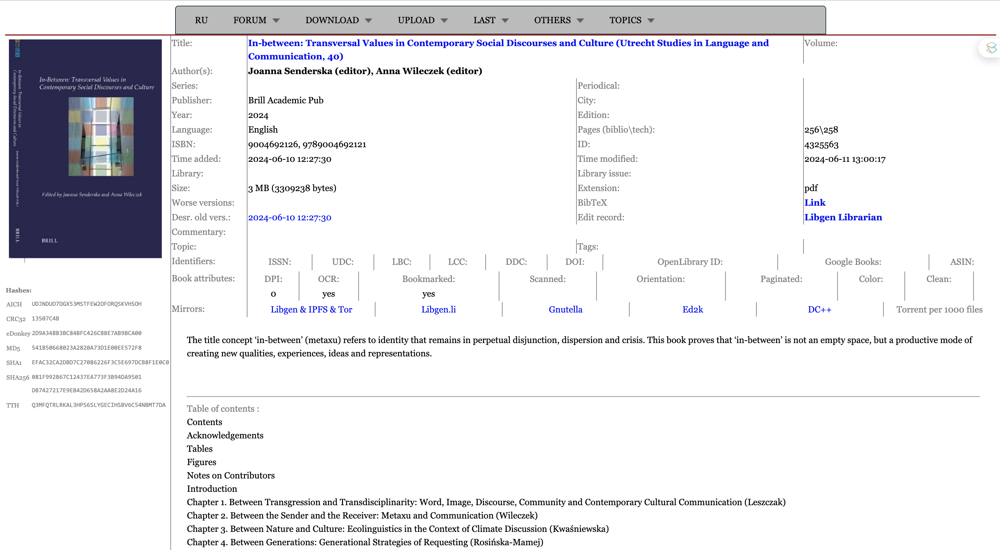 RU FORUM DOWNLOAD UPLOAD LAST OTHERS TOPICS
In-Between: Transversal Values in
Contemporary Social Discourses and Culture
Edited by Joanna Senderska and Anna Wileczek
BRILL
In-Between: Transversal Values in
Contemporary Social Discourses and Culture
Joanna Senderska and Anna Wileczek (Eds.)
BRILL
Title: In-between: Transversal Values in Contemporary Social Discourses and Culture (Utrecht Studies in Language and Volume:
Communication, 40)
Author(s): Joanna Senderska (editor), Anna Wileczek (editor)
Series: Periodical:
Publisher: Brill Academic Pub City:
Year: 2024 Edition:
Language: English Pages (biblio\tech): 256\258
ISBN: 9004692126, 9789004692121 ID: 4325563
Time added: 2024-06-10 12:27:30 Time modified: 2024-06-11 13:00:17
Library: Library issue:
Size: 3 MB (3309238 bytes) Extension: pdf
Worse versions: BibTeX Link
Desr. old vers.: 2024-06-10 12:27:30 Edit record: Libgen Librarian
Commentary:
Topic: Tags:
Identifiers: ISSN: UDC: LBC: LCC: DDC: DOI: OpenLibrary ID: Google Books: ASIN:
Book attributes: DPI: OCR: Bookmarked: Scanned: Orientation: Paginated: Color: Clean:
0 yes yes
Mirrors: Libgen & IPFS & Tor Libgen.li Gnutella Ed2k DC++ Torrent per 1000 files
Hashes:
AICH UDJNDUO7DGX53MSTFEW2OFORQSKVHSOH
CRC32 13507C4B
eDonkey 2D9A348B3BC84BFC426C8BE7AB9BCA00
MD5 541B50668023A2820A73D1E00EE572F8
SHA1 EFAC32CA2DBD7C27086226F3C5E697DCB8F1E0C0
SHA256 081F992B67C12437EA773F3B94DA9501
DB7427217E9EB42D658A2AA8E2D24A16
TTH Q3MFQTRLRKAL3HPS6SLYGECIHSBV6C54NBMT7DA
The title concept ‘in-between’ (metaxu) refers to identity that remains in perpetual disjunction, dispersion and crisis. This book proves that ‘in-between’ is not an empty space, but a productive mode of
creating new qualities, experiences, ideas and representations.
Table of contents :
Contents
Acknowledgements
Tables
Figures
Notes on Contributors
Introduction
Chapter 1. Between Transgression and Transdisciplinarity: Word, Image, Discourse, Community and Contemporary Cultural Communication (Leszczak)
Chapter 2. Between the Sender and the Receiver: Metaxu and Communication (Wileczek)
Chapter 3. Between Nature and Culture: Ecolinguistics in the Context of Climate Discussion (Kwaśniewska)
Chapter 4. Between Generations: Generational Strategies of Requesting (Rosińska-Mamej)